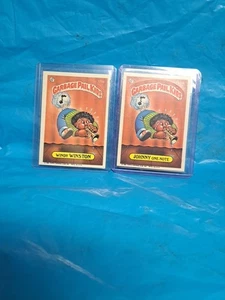 GARBAGE PAIL KIDS
WINDY WINSTON
GARBAGE PAIL KIDS
JOHNNY ONE NOTE